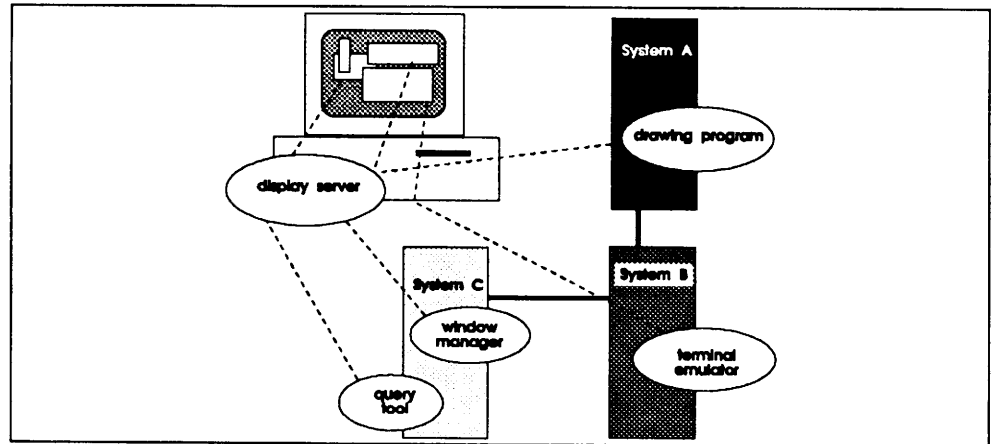 System A
drawing program
display server
System B
System C
window
manager
terminal
emulator
query
tool